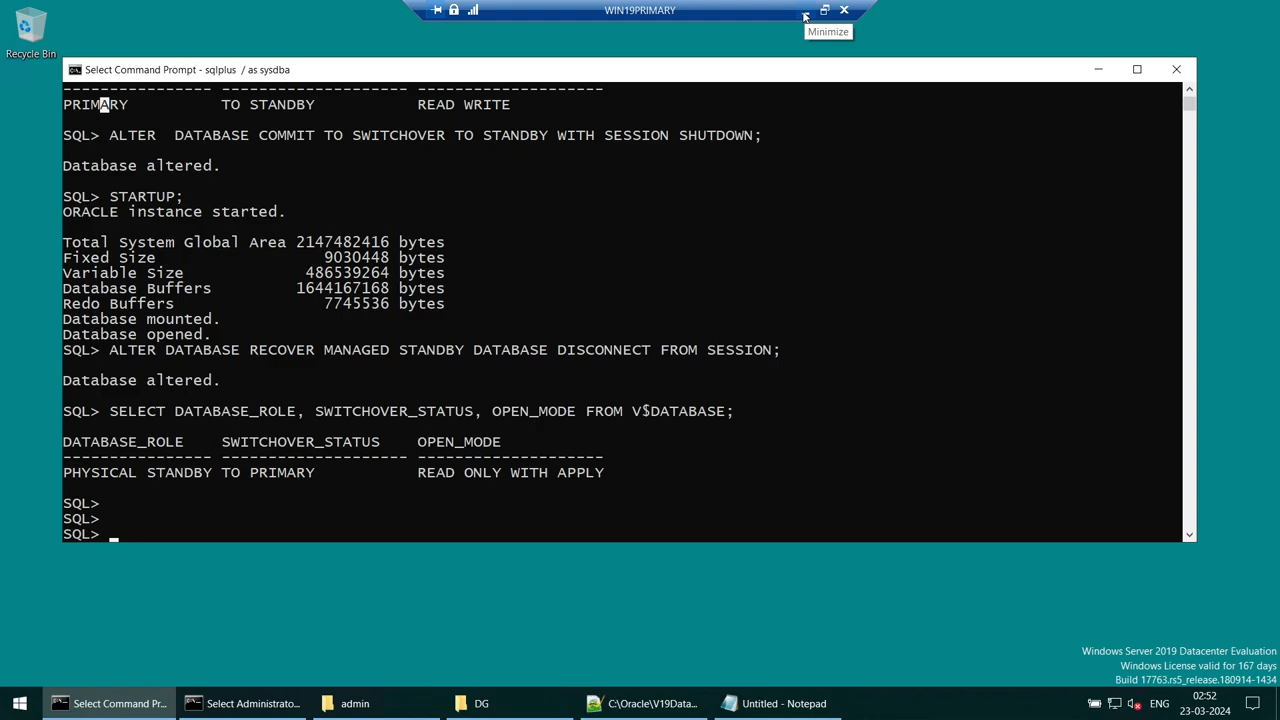 WIN19PRIMARY
Minimize
Recycle Bin
Select Command Prompt - sqlplus / as sysdba
---------------- -------------------- --------------------
PRIMARY TO STANDBY READ WRITE
SQL> ALTER  DATABASE COMMIT TO SWITCHOVER TO STANDBY WITH SESSION SHUTDOWN;
Database altered.
SQL> STARTUP;
ORACLE instance started.
Total System Global Area 2147482416 bytes
Fixed Size 9030448 bytes
Variable Size 486539264 bytes
Database Buffers 1644167168 bytes
Redo Buffers 7745536 bytes
Database mounted.
Database opened.
SQL> ALTER DATABASE RECOVER MANAGED STANDBY DATABASE DISCONNECT FROM SESSION;
Database altered.
SQL> SELECT DATABASE_ROLE, SWITCHOVER_STATUS, OPEN_MODE FROM V$DATABASE;
DATABASE_ROLE SWITCHOVER_STATUS OPEN_MODE
---------------- -------------------- --------------------
PHYSICAL STANDBY TO PRIMARY READ ONLY WITH APPLY
SQL>
SQL>
SQL>
Windows Server 2019 Datacenter Evaluation
Windows License valid for 167 days
Build 17763.rs5_release.180914-1434
Select Command Pr...
Select Administrato...
admin
DG
C:\Oracle\V19Data...
Untitled - Notepad
ENG
02:52
23-03-2024